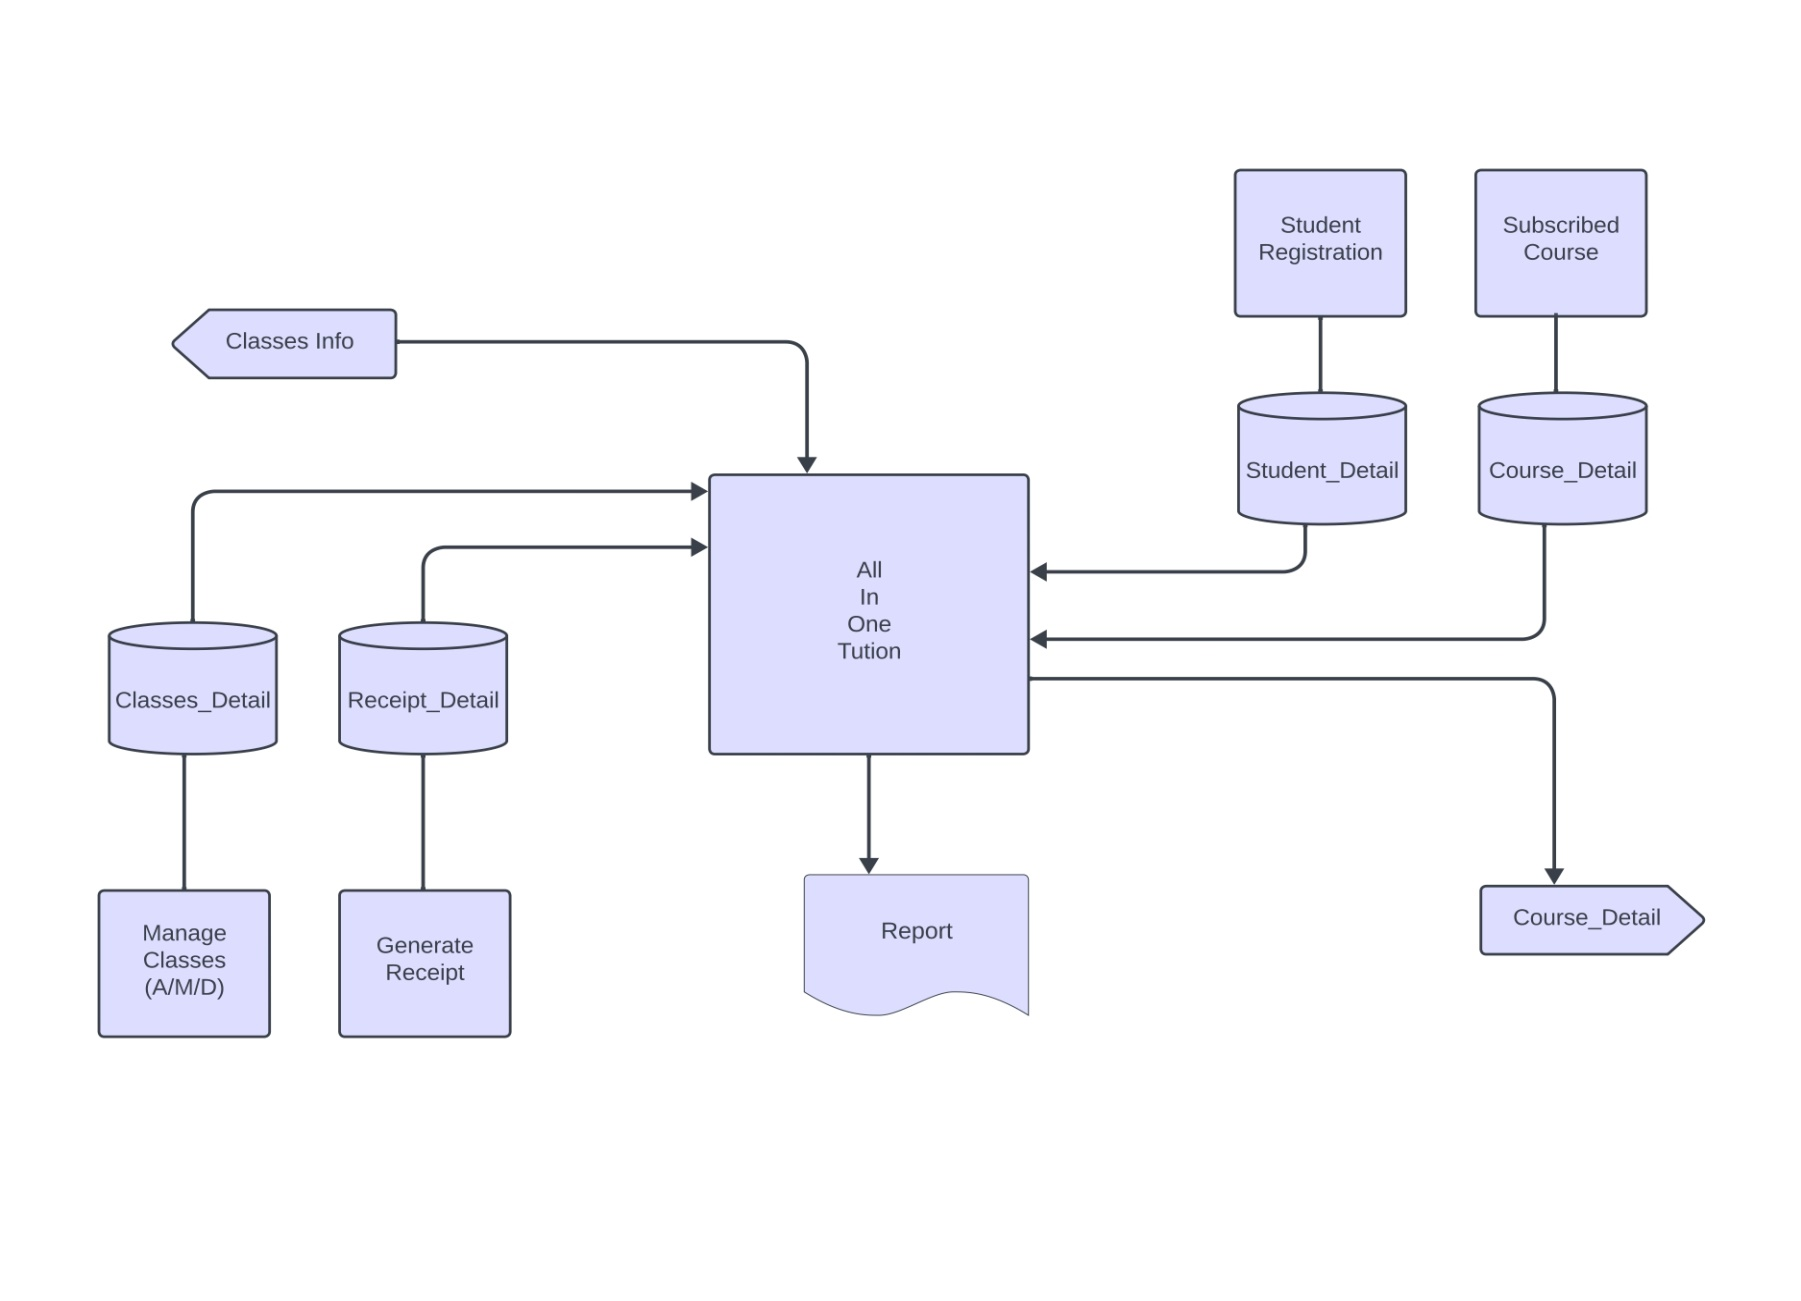 Student
Registration
Subscribed
Course
Classes Info
Student_Detail
Course_Detail
All
In
One
Tution
Classes_Detail
Receipt_Detail
Manage
Classes
(A/M/D)
Generate
Receipt
Report
Course_Detail